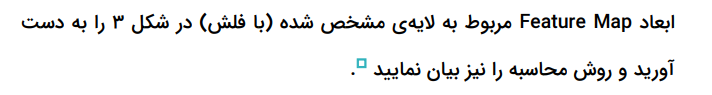 ابعاد Feature Map مربوط به لایه‌ی مشخص شده (با فلش) در شکل ۳ را به دست
آورید و روش محاسبه را نیز بیان نمایید .